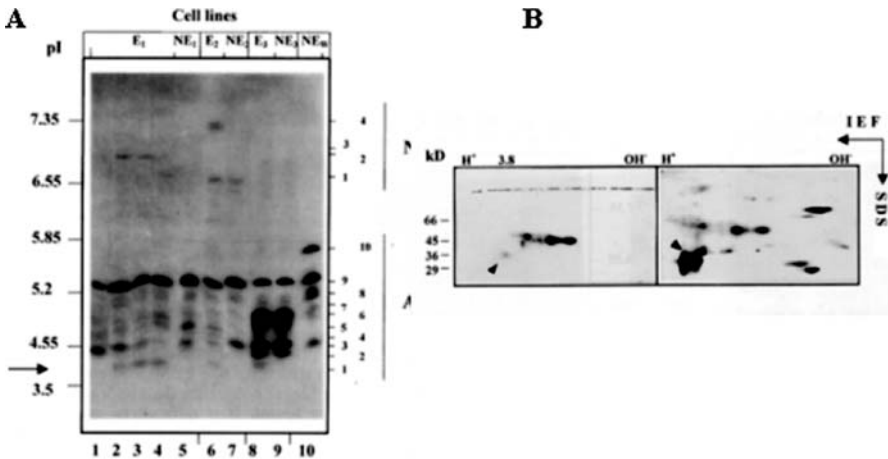 A
Cell lines
pI
E₁ NE₁ E₂ NE₂ E₃ NE₃
7.35
6.55
5.85
5.2
4.55
3.5
4
3
2
1
10
9
8
7
6
5
4
3
2
1
1 2 3 4 5 6 7 8 9 10
B
IEF
SDS
kD H⁺ 3.8 OH⁻ H⁺ OH⁻
66
45
36
29